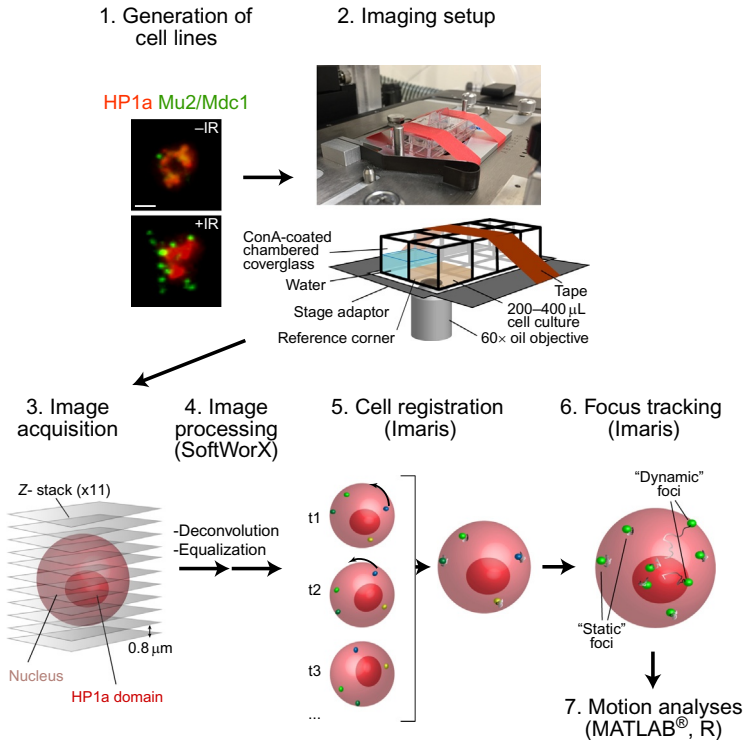 1. Generation of
cell lines
2. Imaging setup
HP1a Mu2/Mdc1
–IR
+IR
ConA-coated
chambered
coverglass
Water
Stage adaptor
Reference corner
Tape
200–400 µL
cell culture
60× oil objective
3. Image
acquisition
4. Image
processing
(SoftWorX)
5. Cell registration
(Imaris)
6. Focus tracking
(Imaris)
Z- stack (x11)
0.8 µm
Nucleus
HP1a domain
-Deconvolution
-Equalization
t1
t2
t3
...
“Dynamic”
foci
“Static”
foci
7. Motion analyses
(MATLAB®, R)